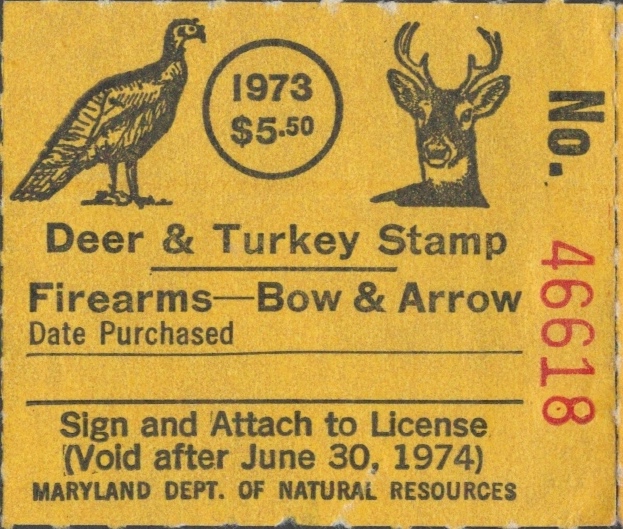 1973
$5.50
Deer & Turkey Stamp
Firearms—Bow & Arrow
Date Purchased
Sign and Attach to License
(Void after June 30, 1974)
MARYLAND DEPT. OF NATURAL RESOURCES
No. 46618